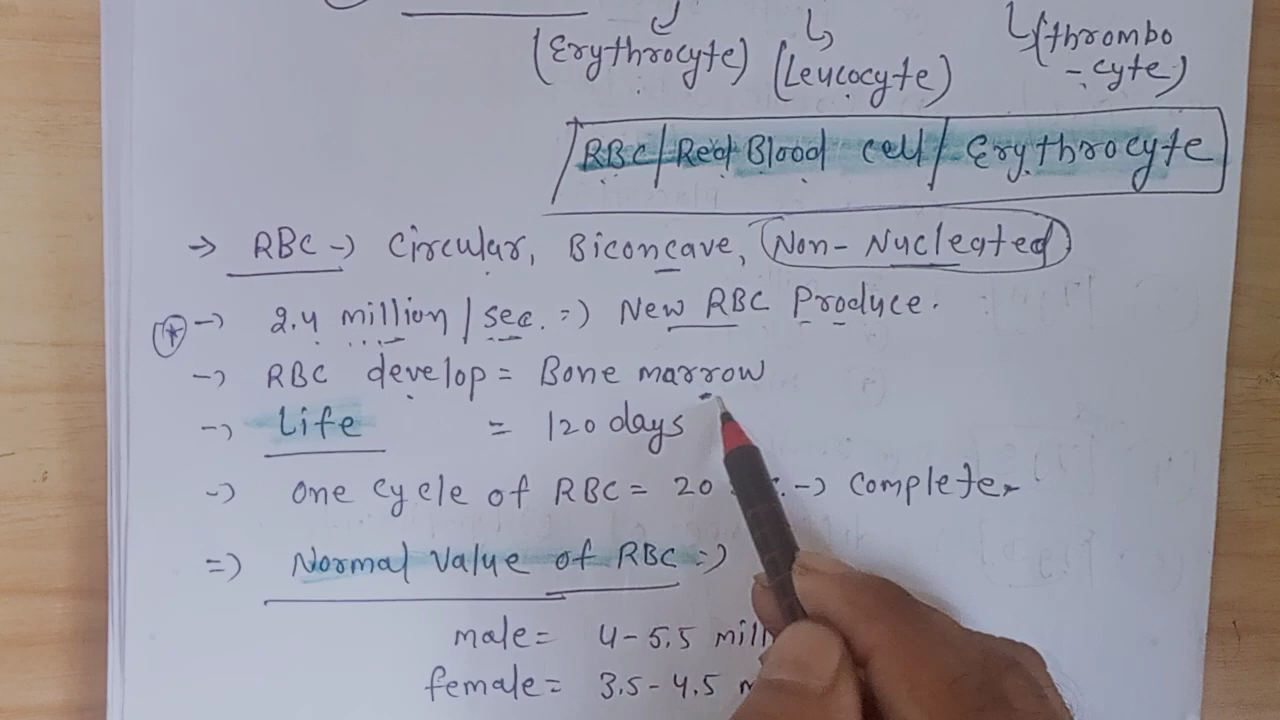 (Erythrocyte) (Leucocyte) (thrombo
-cyte)
RBC/Red Blood cell/Erythrocyte
→ RBC → Circular, Biconcave, Non-Nucleated
* → 2.4 million/sec. => New RBC Produce.
→ RBC develop = Bone marrow
→ Life = 120 days
→ One cycle of RBC = 20 → complete
=> Normal Value of RBC =>
male = 4-5.5
female = 3.5-4.5